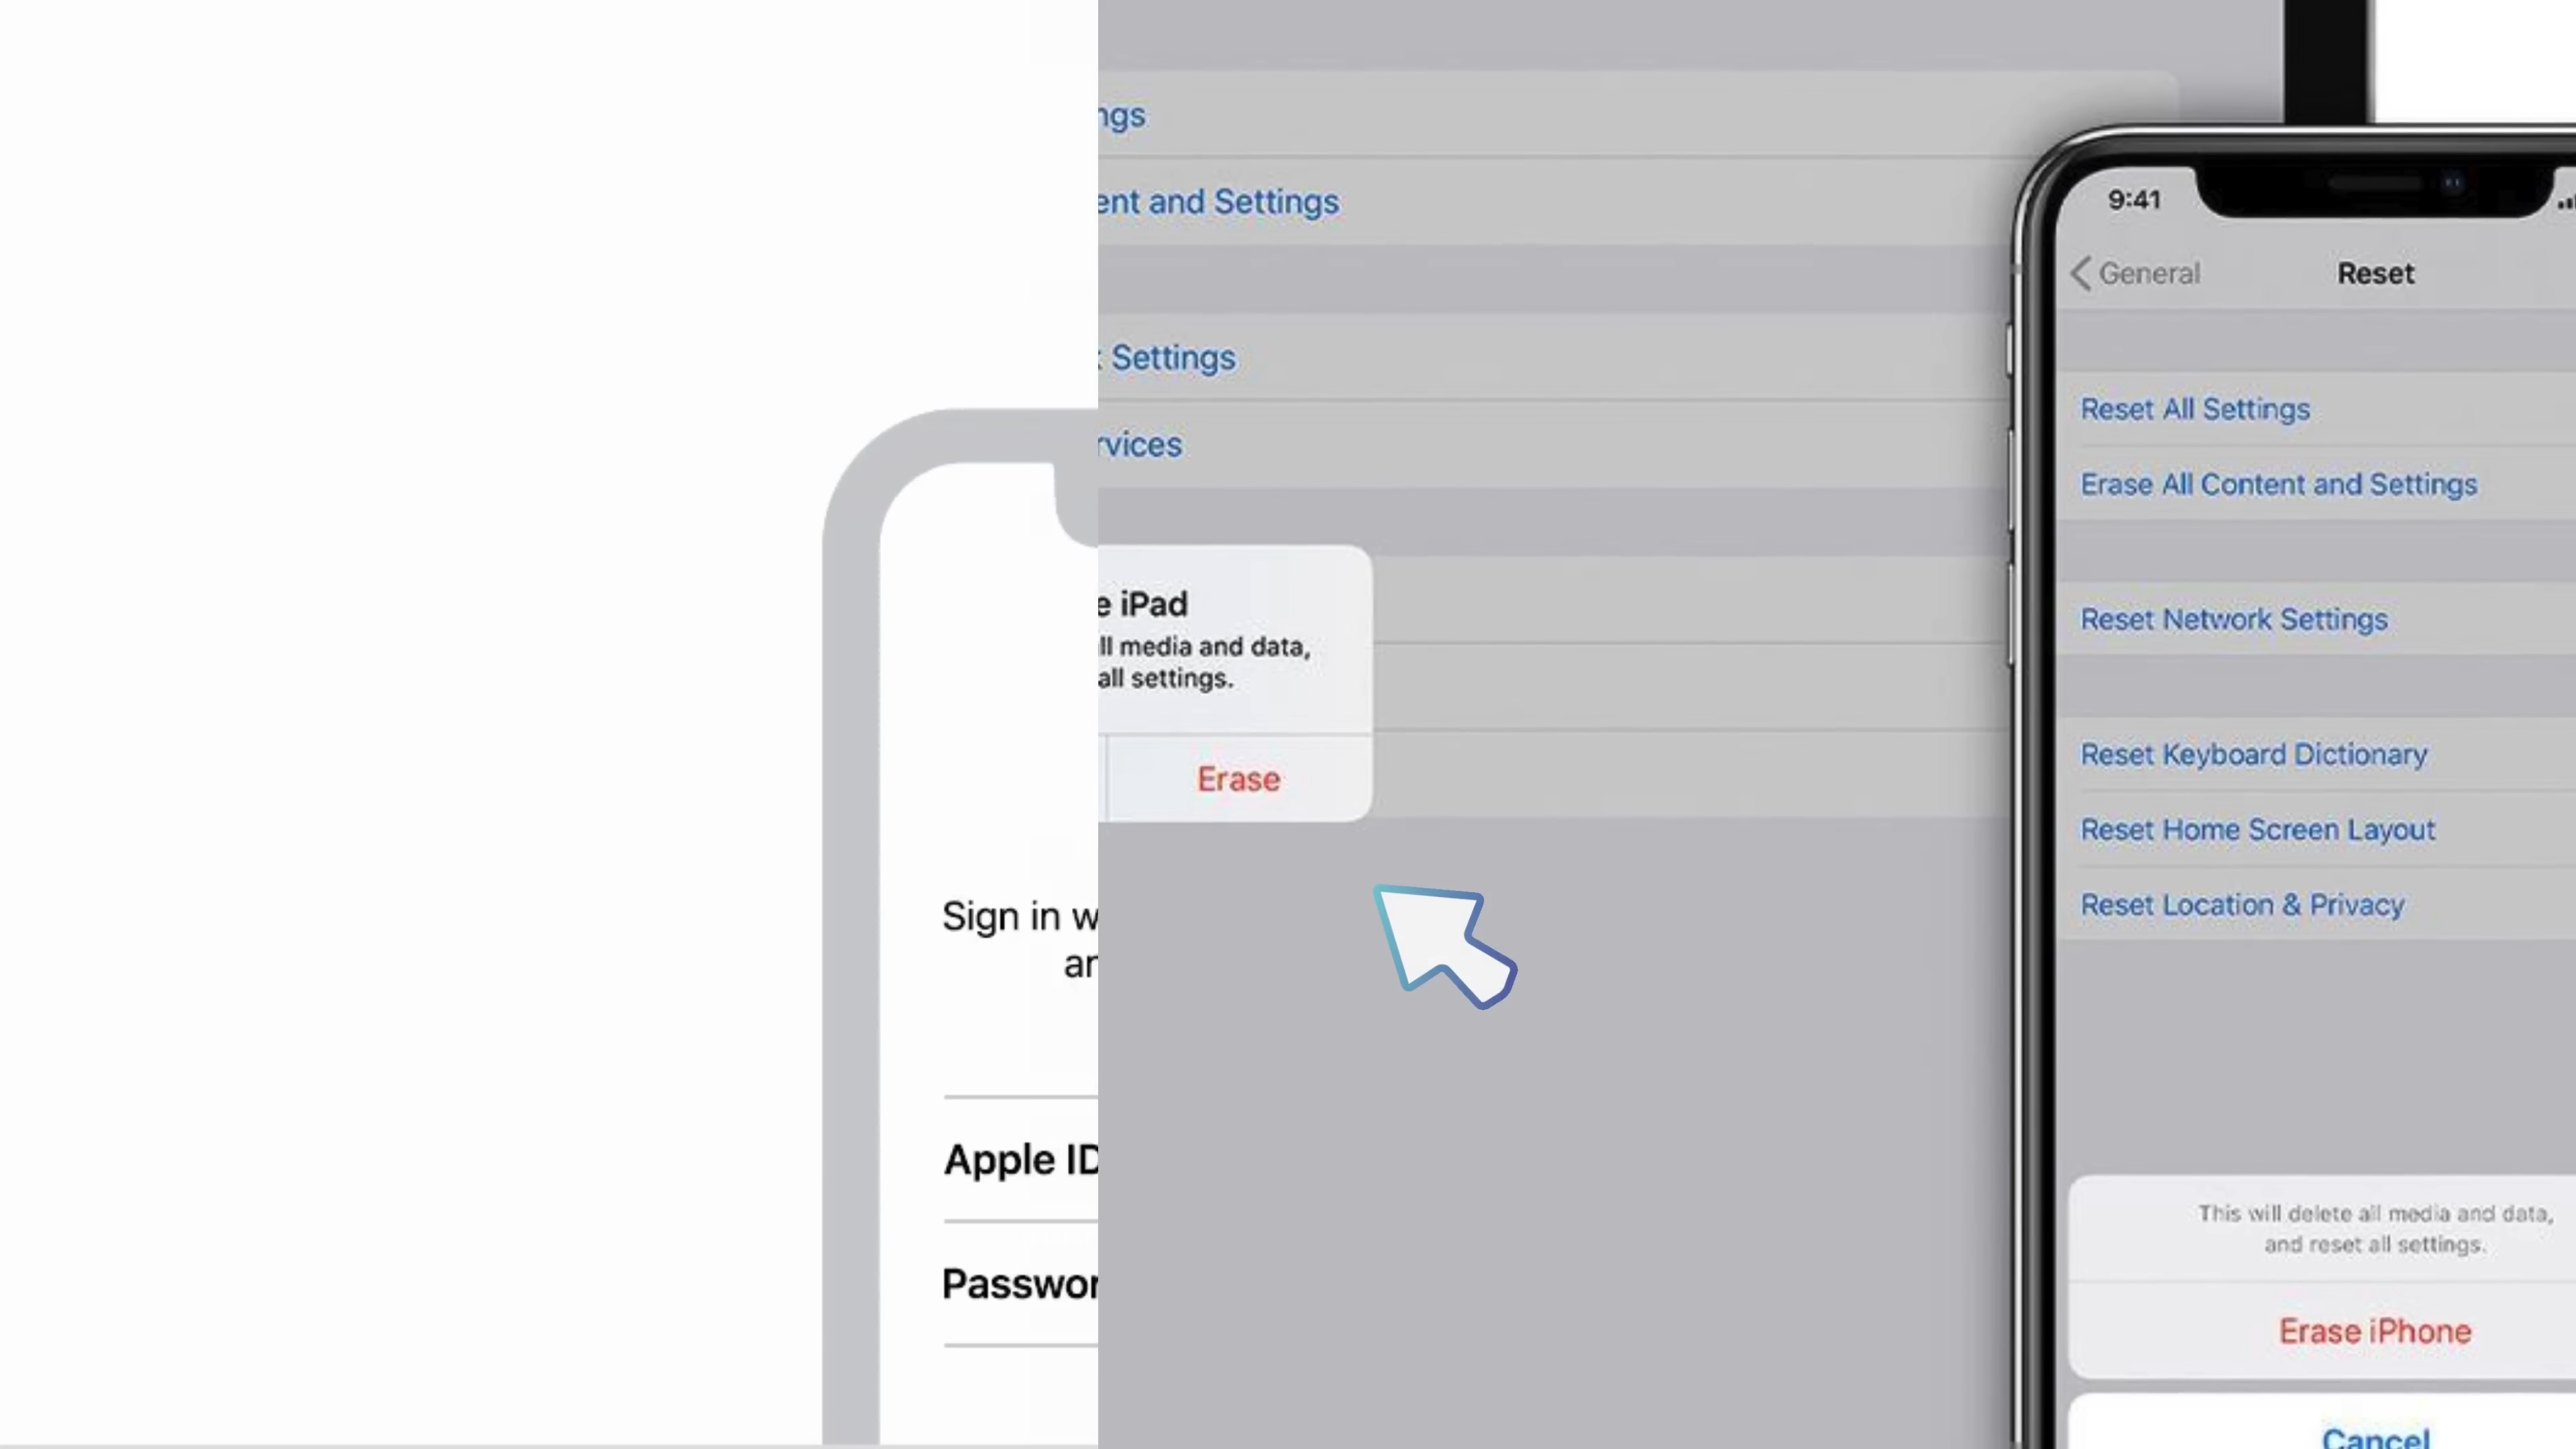 Sign in w
an
Apple ID
Passwor
ngs
ent and Settings
Settings
rvices
e iPad
ll media and data,
all settings.
Erase
9:41
General
Reset
Reset All Settings
Erase All Content and Settings
Reset Network Settings
Reset Keyboard Dictionary
Reset Home Screen Layout
Reset Location & Privacy
This will delete all media and data,
and reset all settings.
Erase iPhone
Cancel